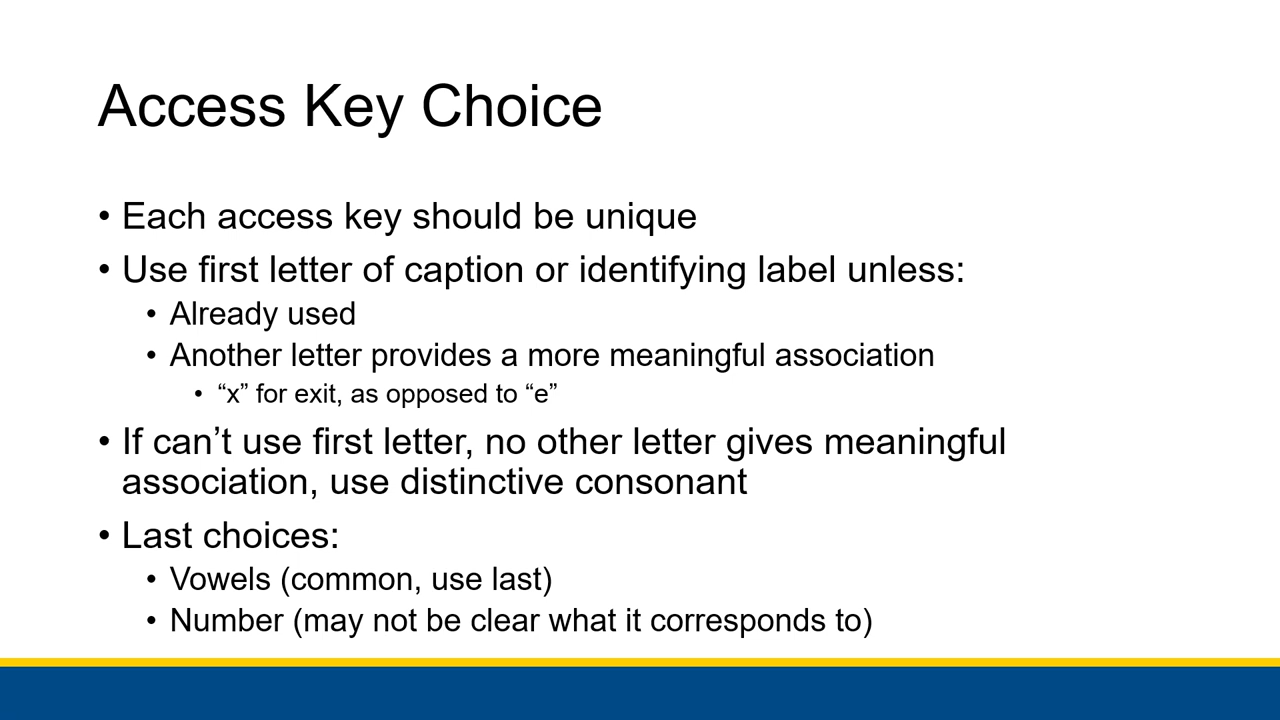 Access Key Choice
• Each access key should be unique
• Use first letter of caption or identifying label unless:
• Already used
• Another letter provides a more meaningful association
• “x” for exit, as opposed to “e”
• If can’t use first letter, no other letter gives meaningful
association, use distinctive consonant
• Last choices:
• Vowels (common, use last)
• Number (may not be clear what it corresponds to)